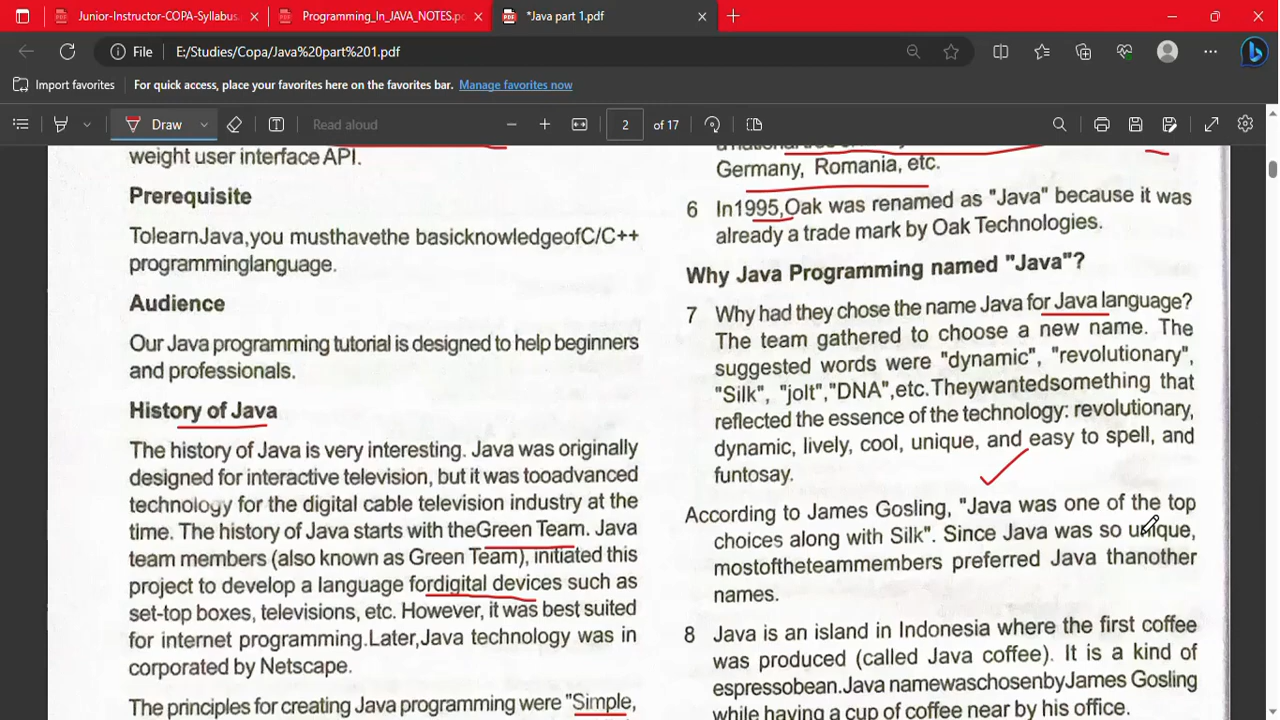 Junior-Instructor-COPA-Syllabus.
Programming_In_JAVA_NOTES.p
*Java part 1.pdf
File
E:/Studies/Copa/Java%20part%201.pdf
Import favorites
For quick access, place your favorites here on the favorites bar. Manage favorites now
Draw
Read aloud
2 of 17
weight user interface API.
Prerequisite
TolearnJava,you musthavethe basicknowledgeofC/C++
programminglanguage.
Audience
Our Java programming tutorial is designed to help beginners
and professionals.
History of Java
The history of Java is very interesting. Java was originally
designed for interactive television, but it was tooadvanced
technology for the digital cable television industry at the
time. The history of Java starts with theGreen Team. Java
team members (also known as Green Team), initiated this
project to develop a language fordigital devices such as
set-top boxes, televisions, etc. However, it was best suited
for internet programming.Later,Java technology was in
corporated by Netscape.
The principles for creating Java programming were "Simple,
Germany, Romania, etc.
6 In1995,Oak was renamed as "Java" because it was
already a trade mark by Oak Technologies.
Why Java Programming named "Java"?
7 Why had they chose the name Java for Java language?
The team gathered to choose a new name. The
suggested words were "dynamic", "revolutionary",
"Silk", "jolt","DNA",etc.Theywantedsomething that
reflected the essence of the technology: revolutionary,
dynamic, lively, cool, unique, and easy to spell, and
funtosay.
According to James Gosling, "Java was one of the top
choices along with Silk". Since Java was so unique,
mostoftheteammembers preferred Java thanother
names.
8 Java is an island in Indonesia where the first coffee
was produced (called Java coffee). It is a kind of
espressobean.Java namewaschosenbyJames Gosling
while having a cup of coffee near by his office.